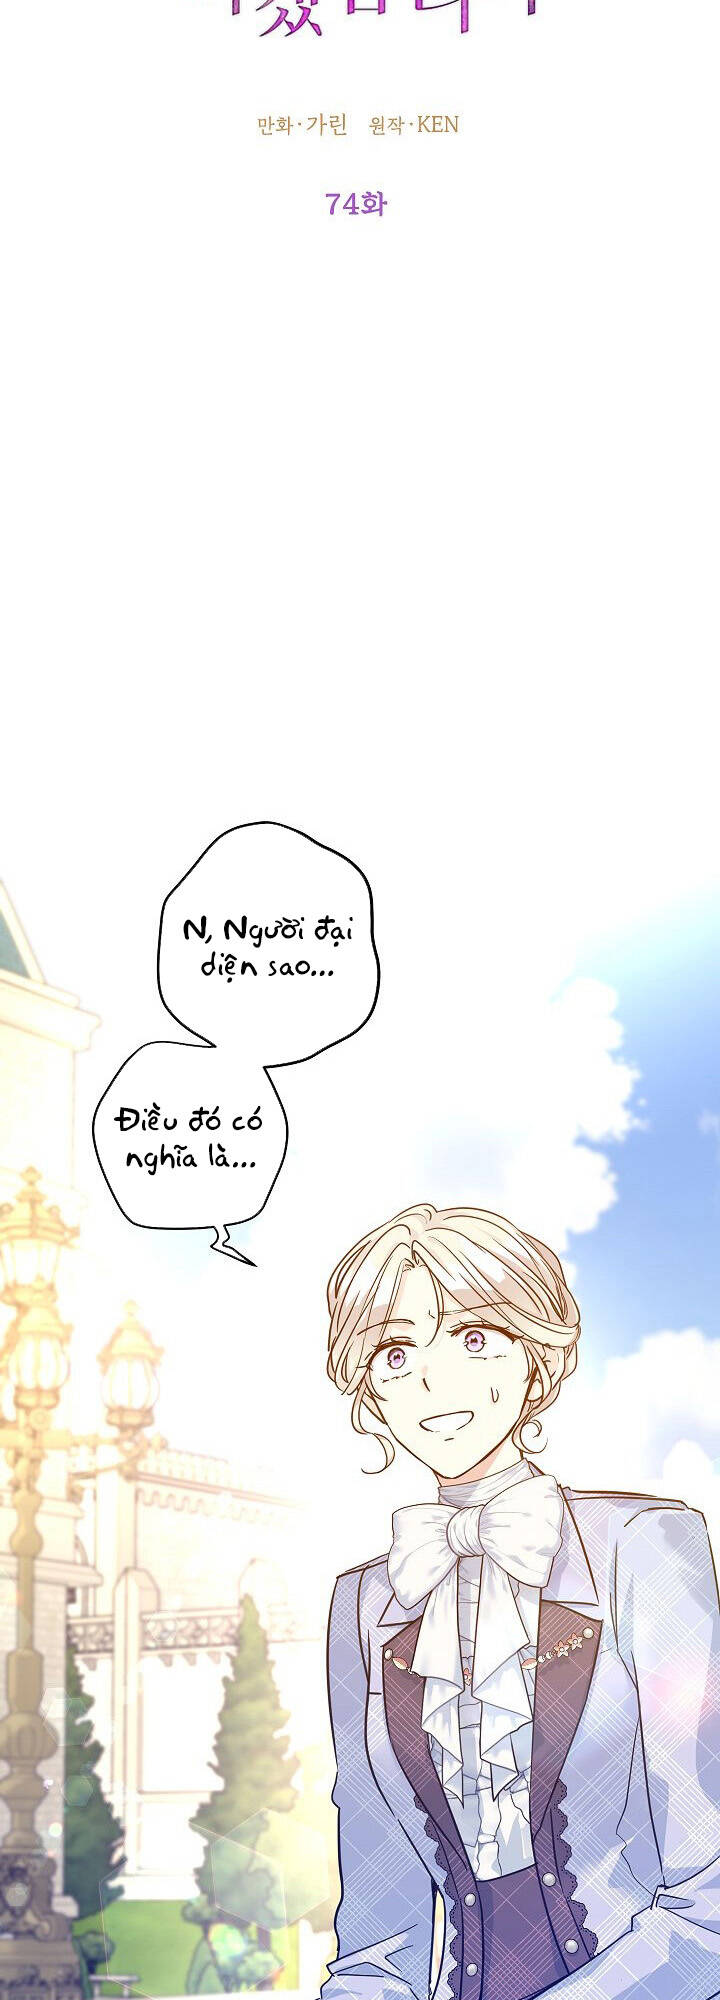 만화·가린 원작·KEN
74화
N, Người đại
diện sao...
Điều đó có
nghĩa là...